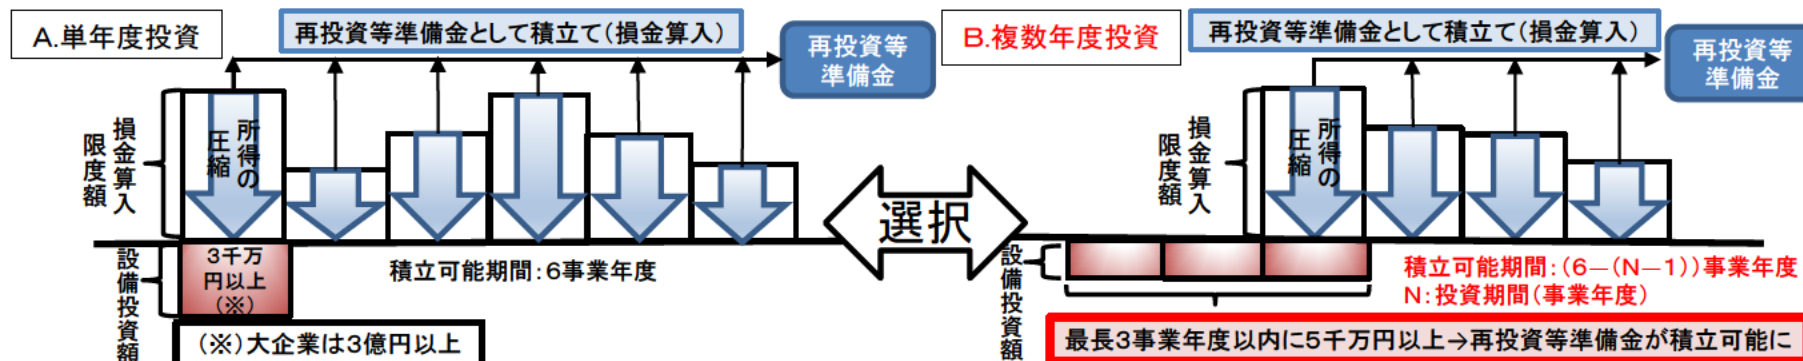 A.単年度投資
再投資等準備金として積立て(損金算入)
再投資等
準備金
損金算入
限度額
所得の
圧縮
設備投資額
3千万
円以上
(※)
積立可能期間:6事業年度
(※)大企業は3億円以上
選択
B.複数年度投資
再投資等準備金として積立て(損金算入)
再投資等
準備金
損金算入
限度額
所得の
圧縮
設備投資額
積立可能期間:(6-(N-1))事業年度
N:投資期間(事業年度)
最長3事業年度以内に5千万円以上→再投資等準備金が積立可能に